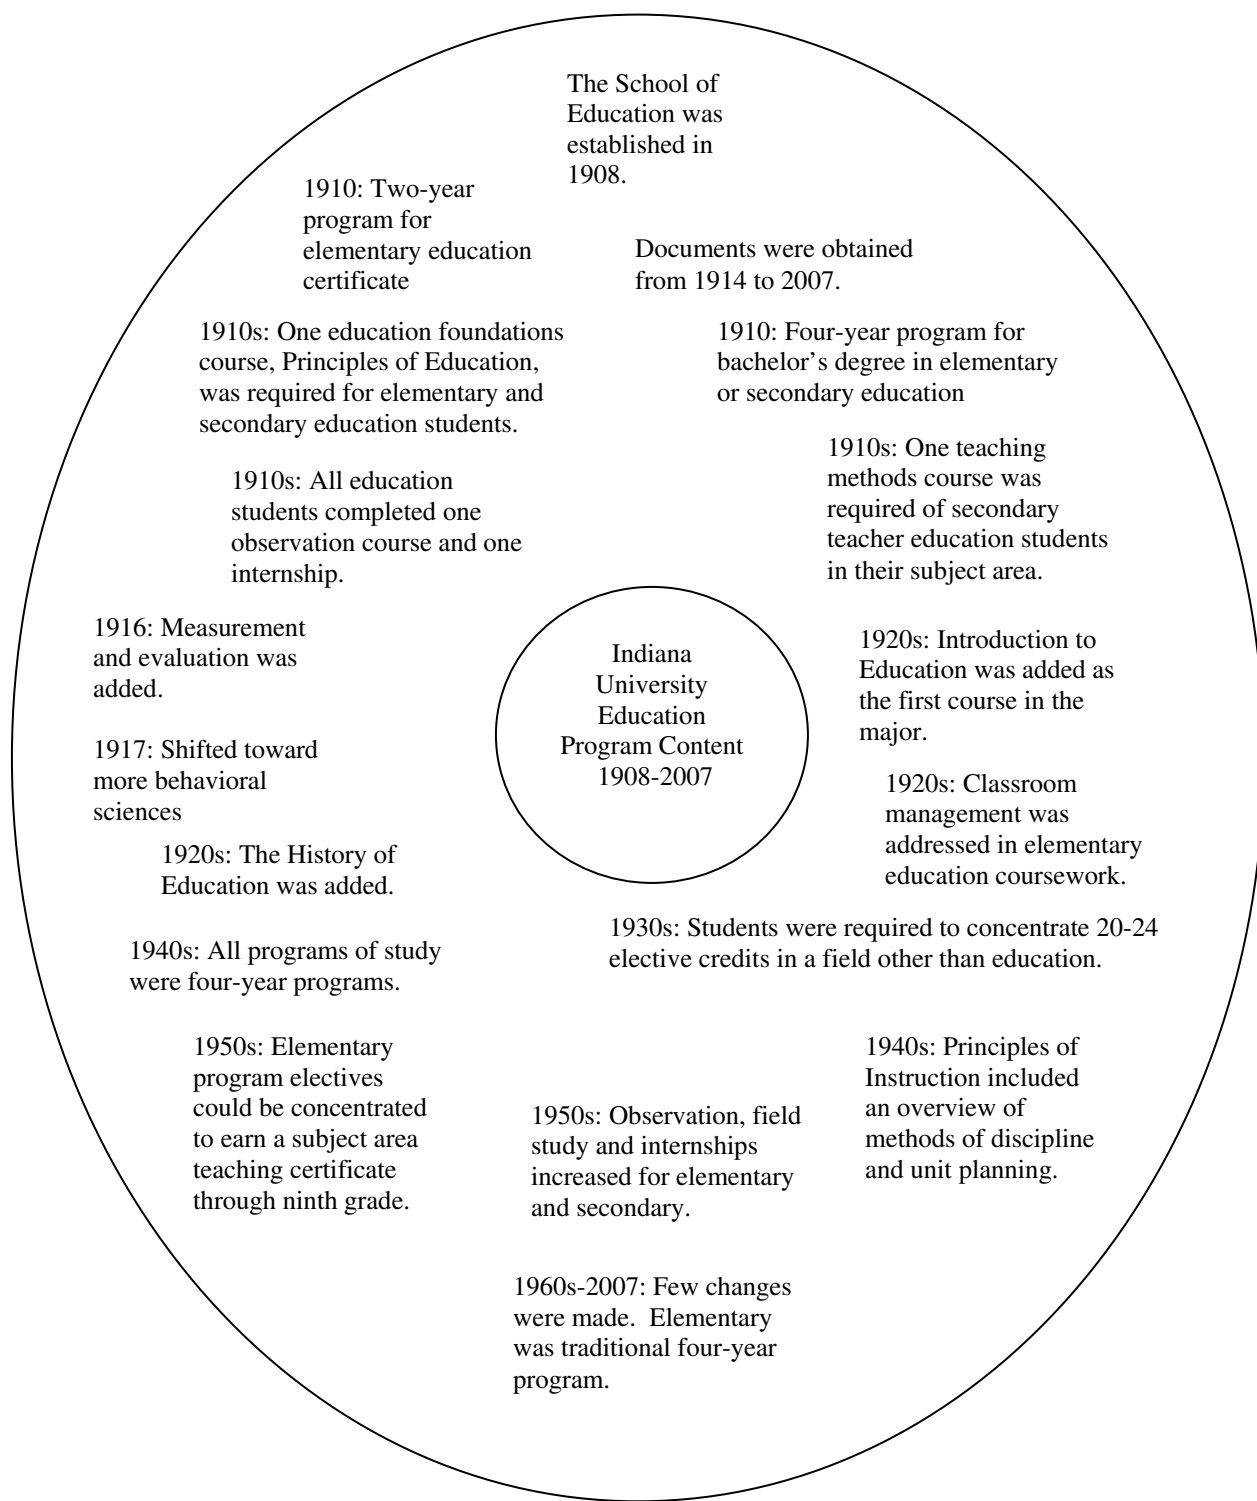 The School of
Education was
established in
1908.
1910: Two-year
program for
elementary education
certificate
Documents were obtained
from 1914 to 2007.
1910s: One education foundations
course, Principles of Education,
was required for elementary and
secondary education students.
1910: Four-year program for
bachelor’s degree in elementary
or secondary education
1910s: All education
students completed one
observation course and one
internship.
1910s: One teaching
methods course was
required of secondary
teacher education students
in their subject area.
1916: Measurement
and evaluation was
added.
Indiana
University
Education
Program Content
1908-2007
1920s: Introduction to
Education was added as
the first course in the
major.
1917: Shifted toward
more behavioral
sciences
1920s: Classroom
management was
addressed in elementary
education coursework.
1920s: The History of
Education was added.
1930s: Students were required to concentrate 20-24
elective credits in a field other than education.
1940s: All programs of study
were four-year programs.
1950s: Elementary
program electives
could be concentrated
to earn a subject area
teaching certificate
through ninth grade.
1950s: Observation, field
study and internships
increased for elementary
and secondary.
1940s: Principles of
Instruction included
an overview of
methods of discipline
and unit planning.
1960s-2007: Few changes
were made.  Elementary
was traditional four-year
program.